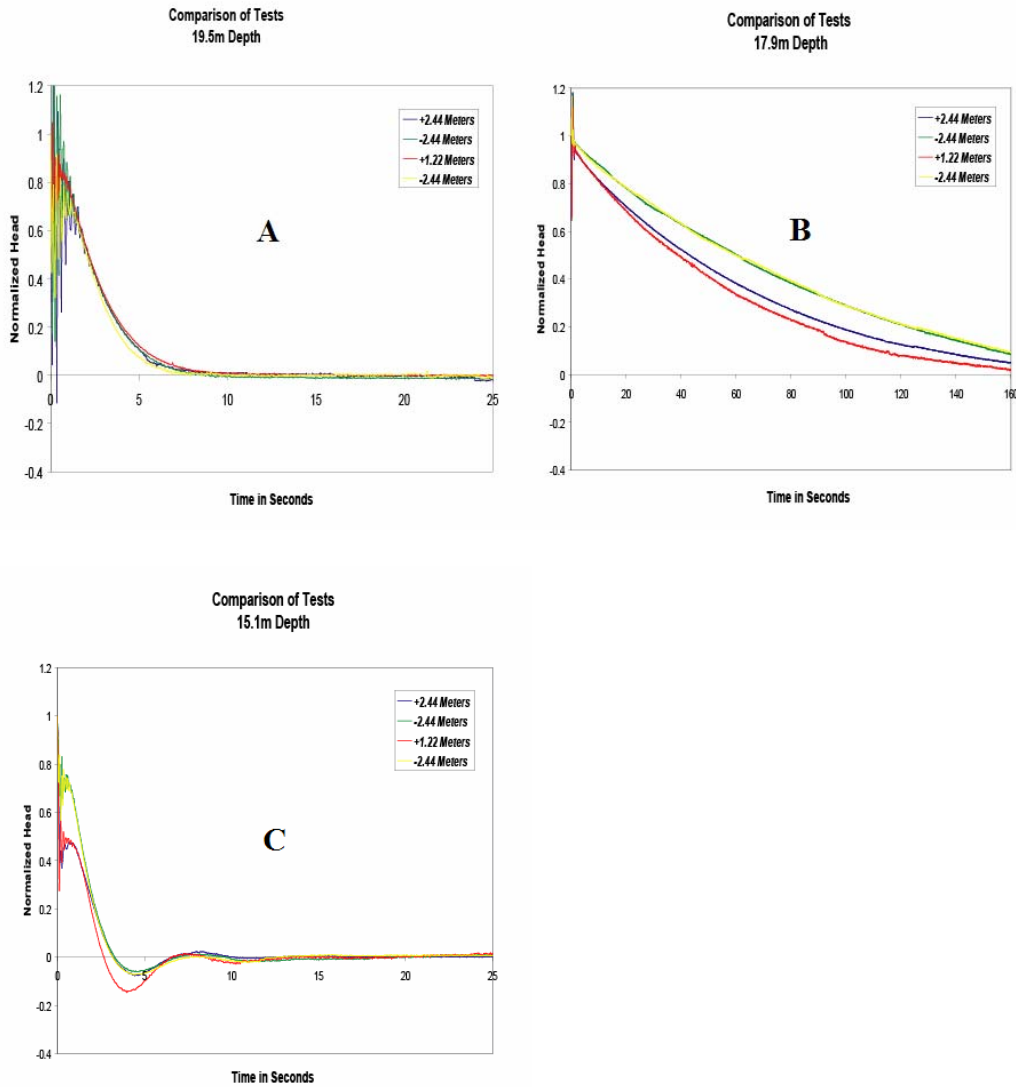 Comparison of Tests
19.5m Depth
1.2
1
0.8
0.6
0.4
0.2
0
-0.2
-0.4
Normalized Head
+2.44 Meters
-2.44 Meters
+1.22 Meters
-2.44 Meters
A
0 5 10 15 20 25
Time in Seconds
Comparison of Tests
17.9m Depth
1.2
1
0.8
0.6
0.4
0.2
0
-0.2
-0.4
Normalized Head
+2.44 Meters
-2.44 Meters
+1.22 Meters
-2.44 Meters
B
0 20 40 60 80 100 120 140 160
Time in Seconds
Comparison of Tests
15.1m Depth
1.2
1
0.8
0.6
0.4
0.2
0
-0.2
-0.4
Normalized Head
+2.44 Meters
-2.44 Meters
+1.22 Meters
-2.44 Meters
C
0 5 10 15 20 25
Time in Seconds